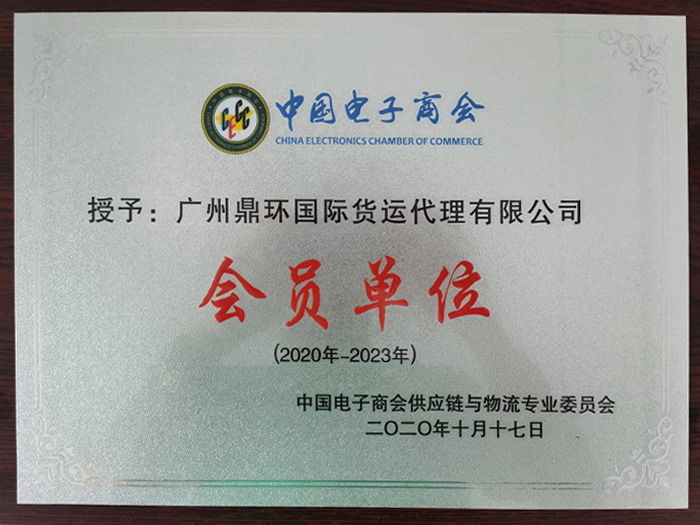 CECC
中国电子商会
CHINA ELECTRONICS CHAMBER OF COMMERCE
授予：广州鼎环国际货运代理有限公司
会员单位
(2020年-2023年)
中国电子商会供应链与物流专业委员会
二〇二〇年十月十七日